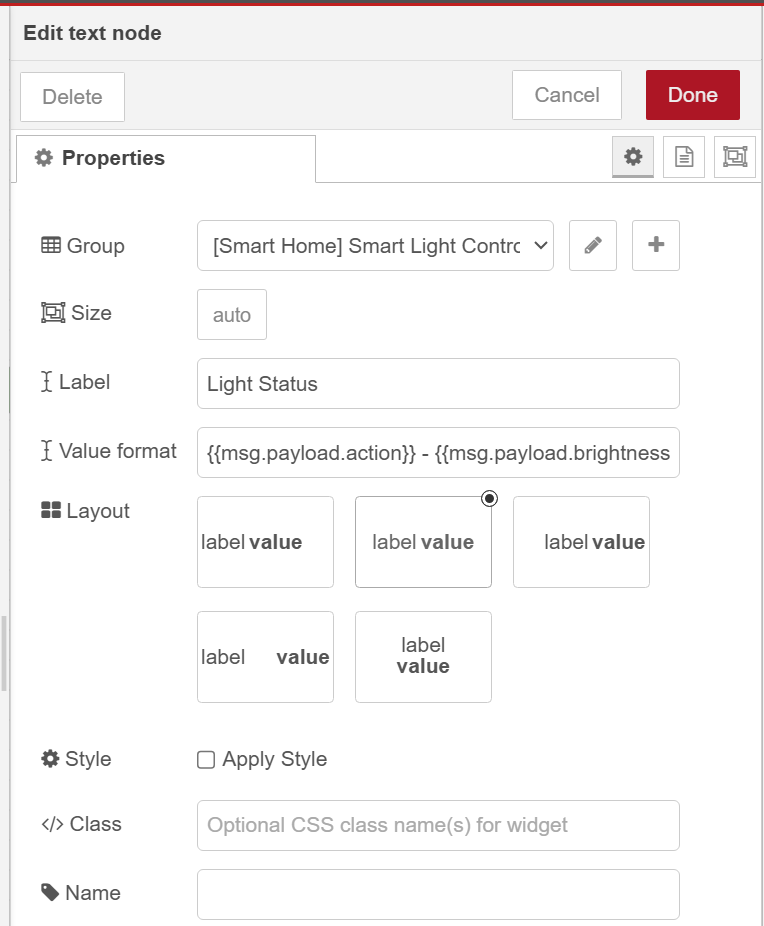 Edit text node
Delete
Cancel
Done
Properties
Group
[Smart Home] Smart Light Contro
Size
auto
Label
Light Status
Value format
{{msg.payload.action}} - {{msg.payload.brightness
Layout
label value
label value
label value
label value
label
value
Style
Apply Style
</> Class
Optional CSS class name(s) for widget
Name